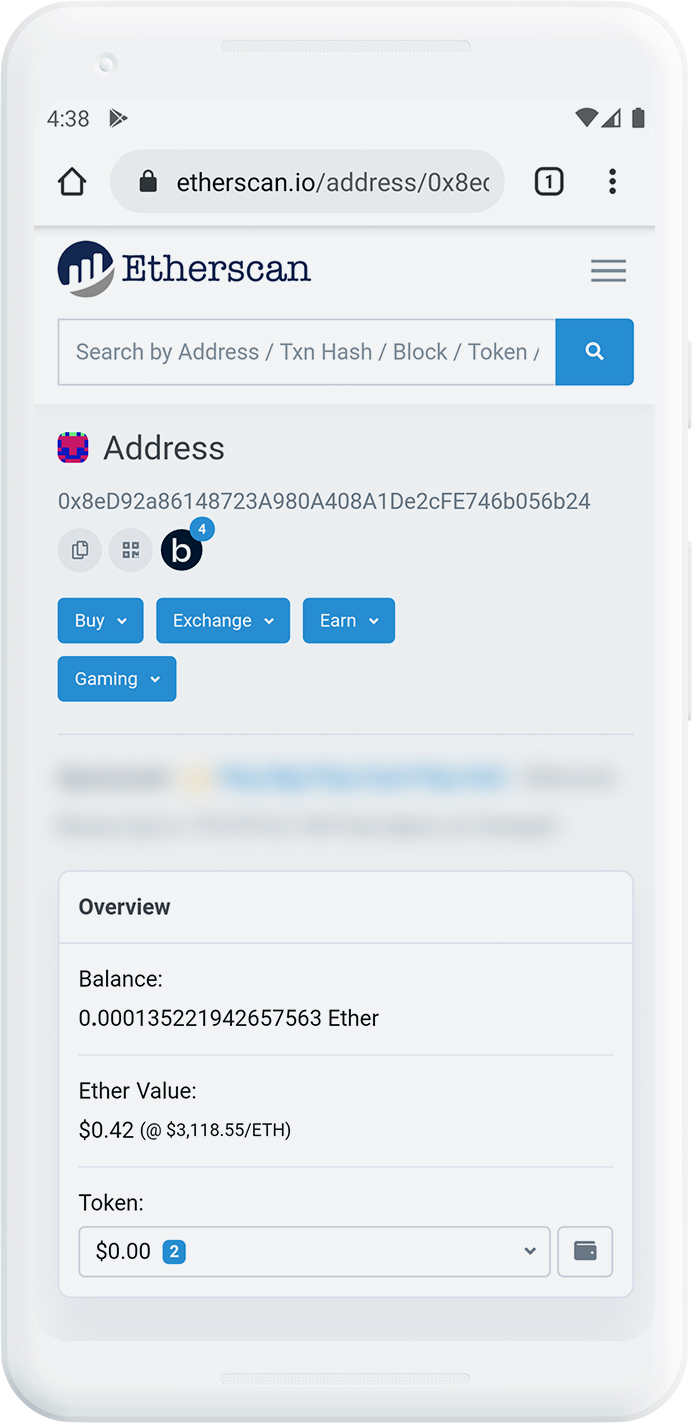 4:38
etherscan.io/address/0x8ec
1
Etherscan
Search by Address / Txn Hash / Block / Token /
Address
0x8eD92a86148723A980A408A1De2cFE746b056b24
b 4
Buy Exchange Earn
Gaming
Overview
Balance:
0.000135221942657563 Ether
Ether Value:
$0.42 (@ $3,118.55/ETH)
Token:
$0.00 2